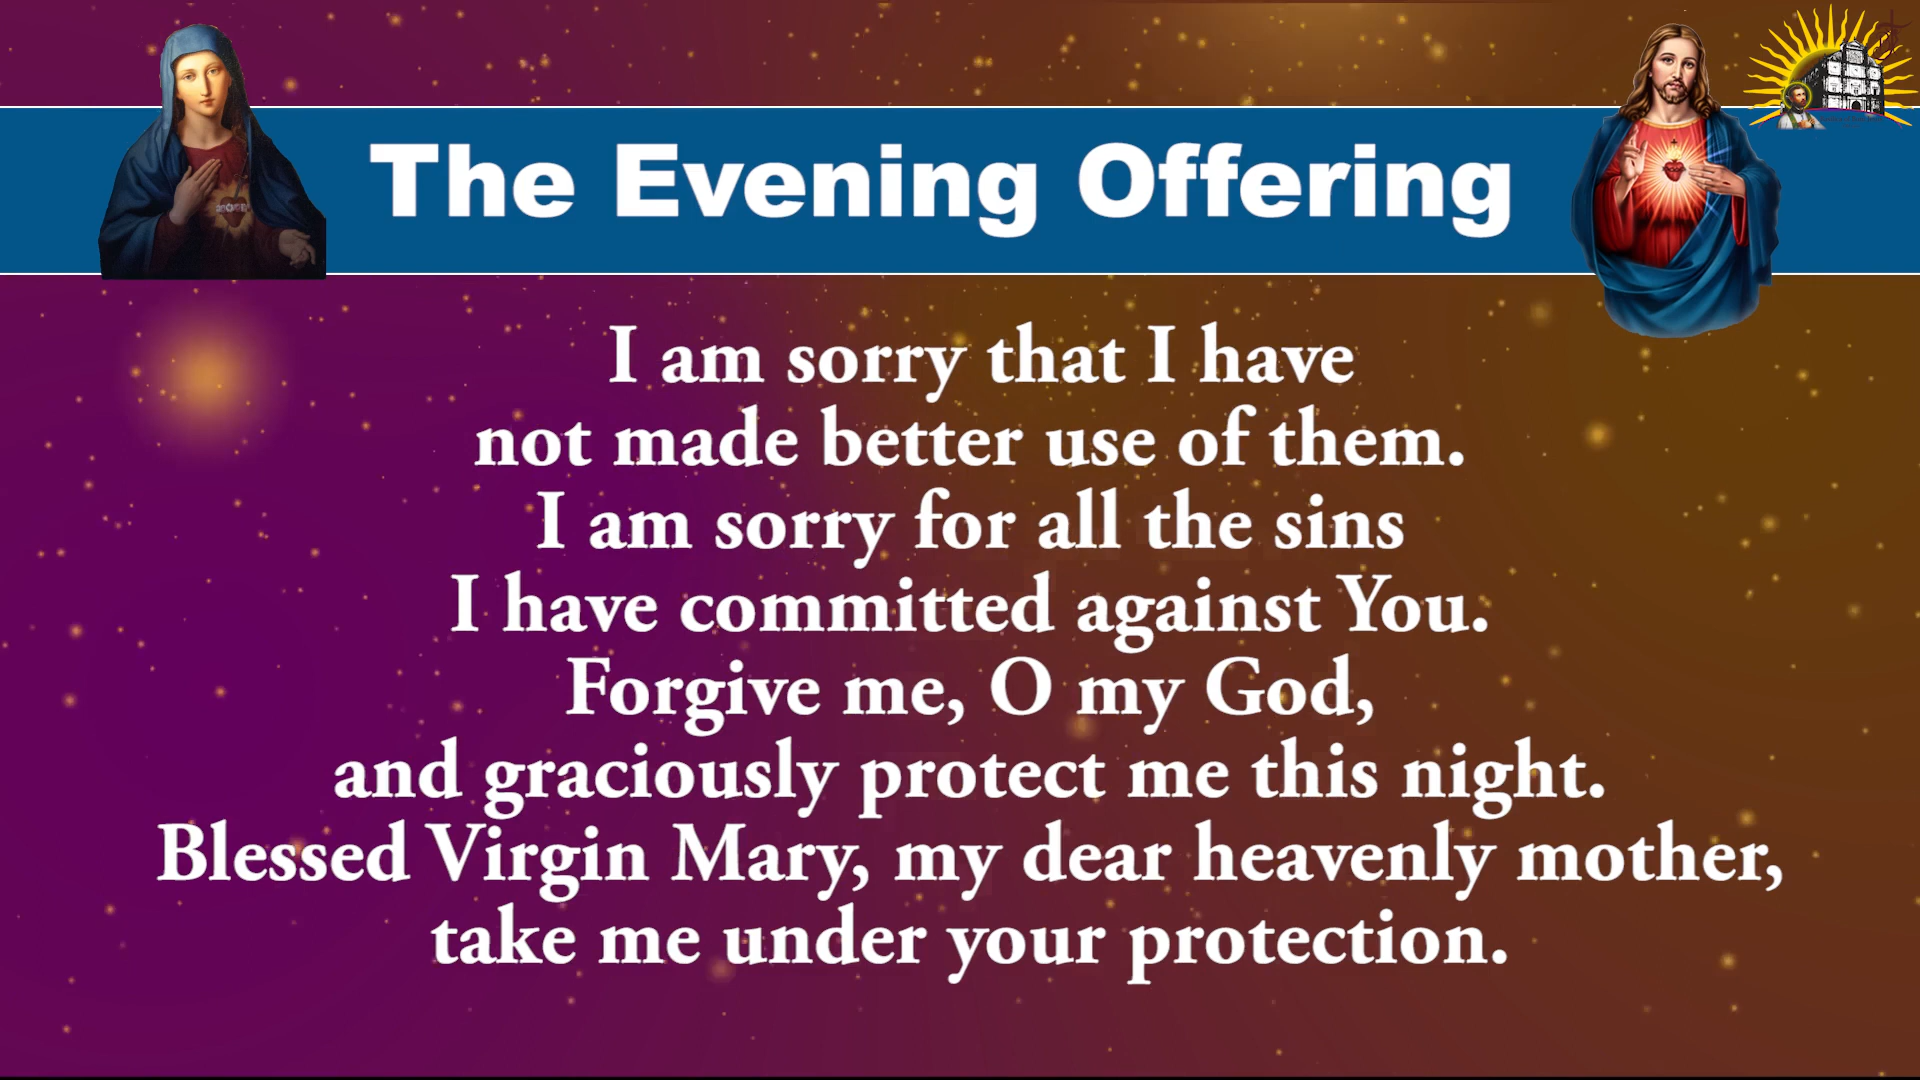 The Evening Offering
I am sorry that I have
not made better use of them.
I am sorry for all the sins
I have committed against You.
Forgive me, O my God,
and graciously protect me this night.
Blessed Virgin Mary, my dear heavenly mother,
take me under your protection.